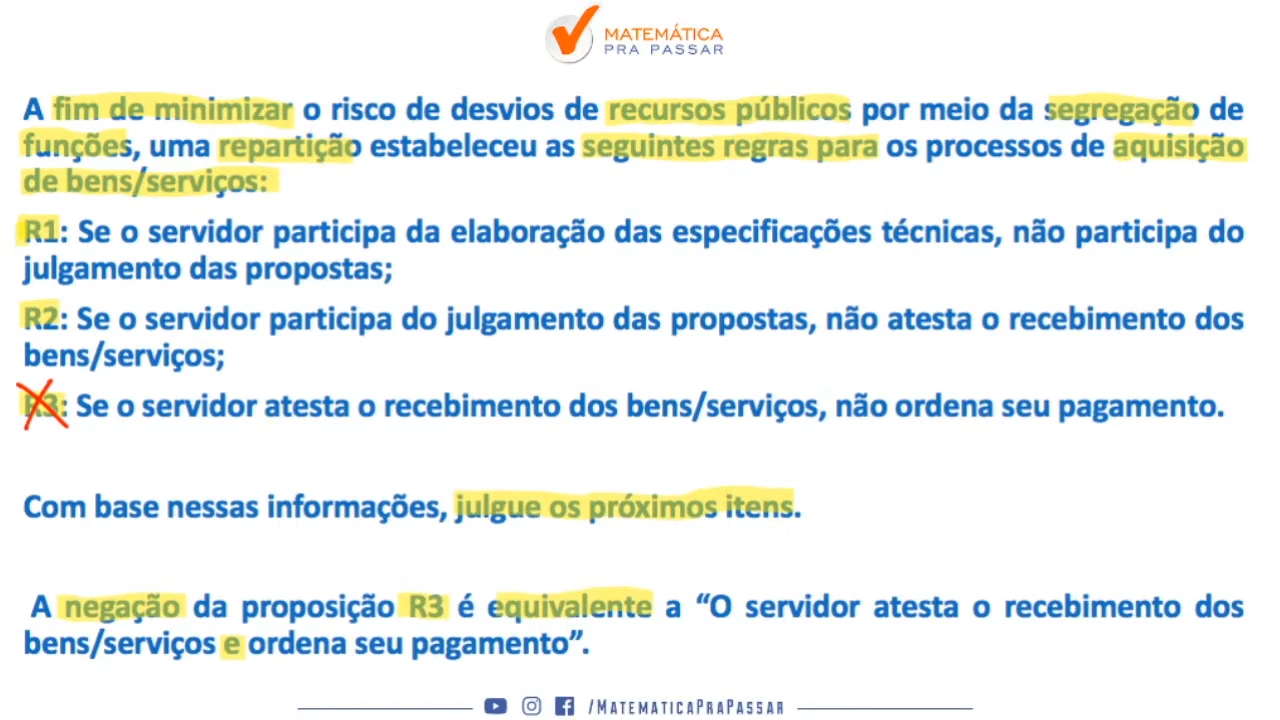 MATEMÁTICA
PRA PASSAR
A fim de minimizar o risco de desvios de recursos públicos por meio da segregação de
funções, uma repartição estabeleceu as seguintes regras para os processos de aquisição
de bens/serviços:
R1: Se o servidor participa da elaboração das especificações técnicas, não participa do
julgamento das propostas;
R2: Se o servidor participa do julgamento das propostas, não atesta o recebimento dos
bens/serviços;
R3: Se o servidor atesta o recebimento dos bens/serviços, não ordena seu pagamento.
Com base nessas informações, julgue os próximos itens.
A negação da proposição R3 é equivalente a “O servidor atesta o recebimento dos
bens/serviços e ordena seu pagamento”.
/MATEMATICAPRAPASSAR